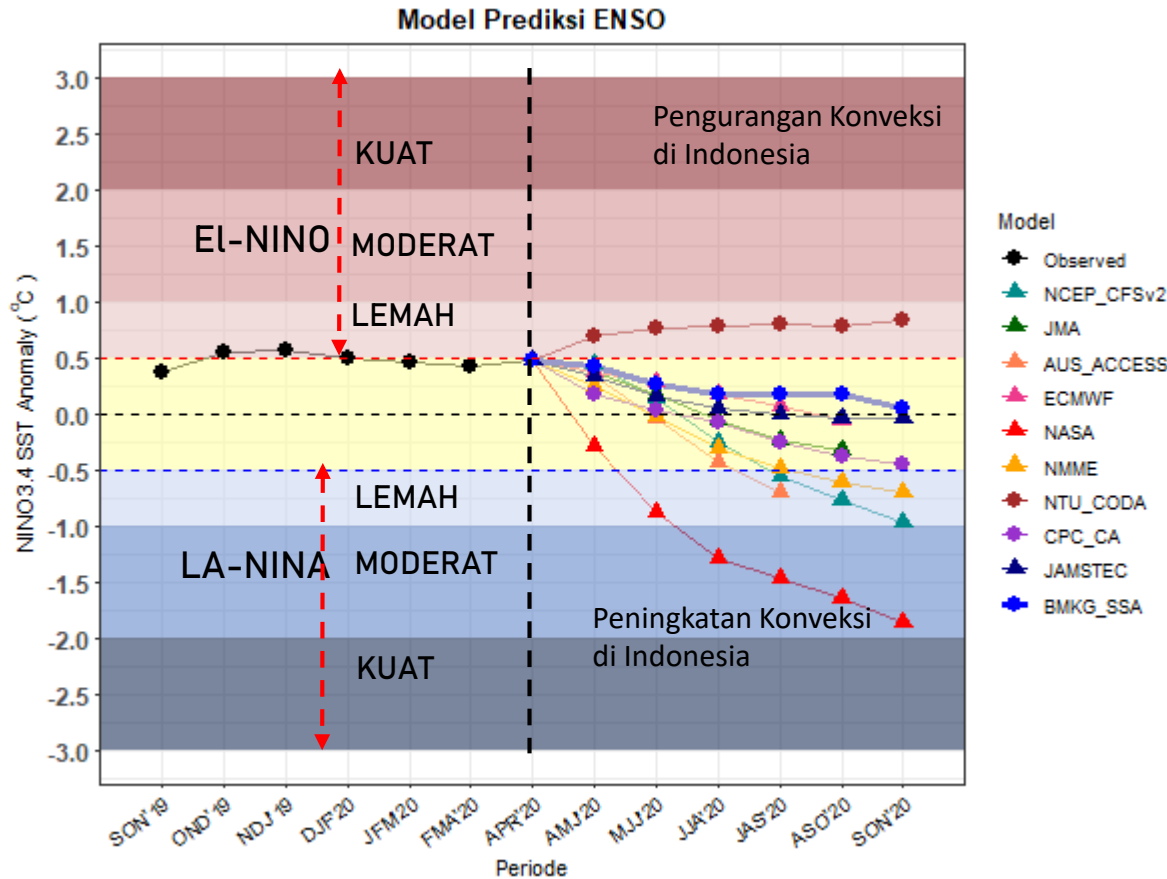 Model Prediksi ENSO
NINO3.4 SST Anomaly (°C)
3.0
2.5
2.0
1.5
1.0
0.5
0.0
-0.5
-1.0
-1.5
-2.0
-2.5
-3.0
Pengurangan Konveksi
di Indonesia
KUAT
El-NINO
MODERAT
LEMAH
LEMAH
LA-NINA
MODERAT
Peningkatan Konveksi
di Indonesia
KUAT
SON'19
OND'19
NDJ'19
DJF'20
JFM'20
FMA'20
APR'20
AMJ'20
MJJ'20
JJA'20
JAS'20
ASO'20
SON'20
Periode
Model
Observed
NCEP_CFSv2
JMA
AUS_ACCESS
ECMWF
NASA
NMME
NTU_CODA
CPC_CA
JAMSTEC
BMKG_SSA